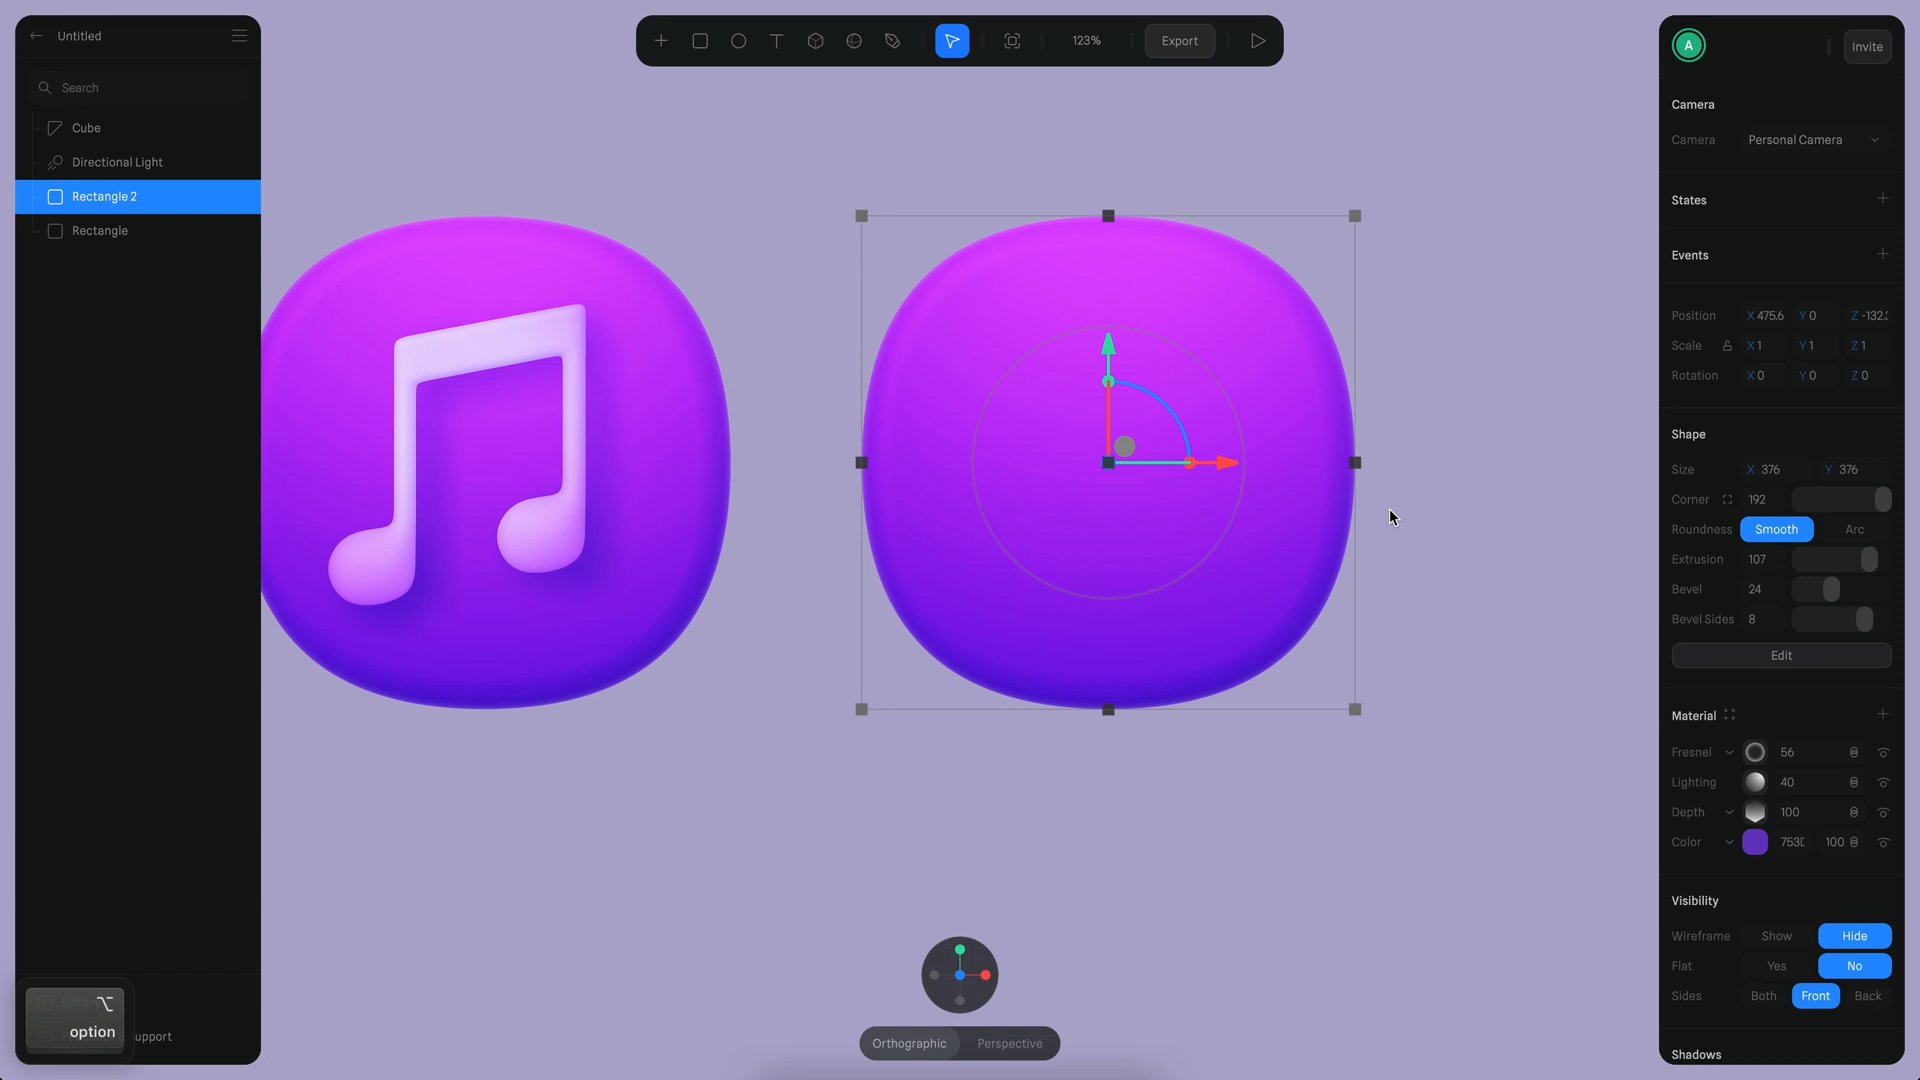 Untitled
Search
Cube
Directional Light
Rectangle 2
Rectangle
option
upport
123%
Export
Orthographic
Perspective
A
Invite
Camera
Camera
Personal Camera
States
Events
Position X 475.6 Y 0 Z -132.
Scale X 1 Y 1 Z 1
Rotation X 0 Y 0 Z 0
Shape
Size X 376 Y 376
Corner 192
Roundness Smooth Arc
Extrusion 107
Bevel 24
Bevel Sides 8
Edit
Material
Fresnel 56
Lighting 40
Depth 100
Color 753 100
Visibility
Wireframe Show Hide
Flat Yes No
Sides Both Front Back
Shadows